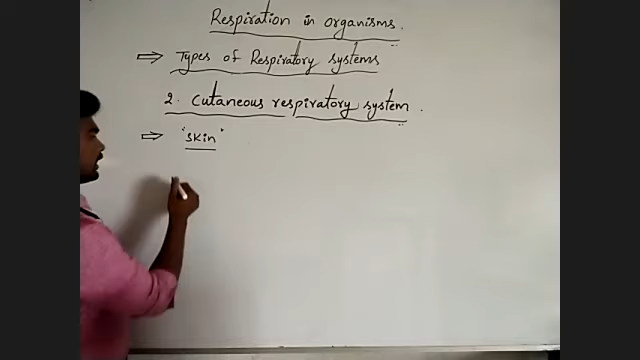 Respiration in organisms.
⇒ Types of Respiratory systems
2. Cutaneous respiratory system.
⇒ "skin"